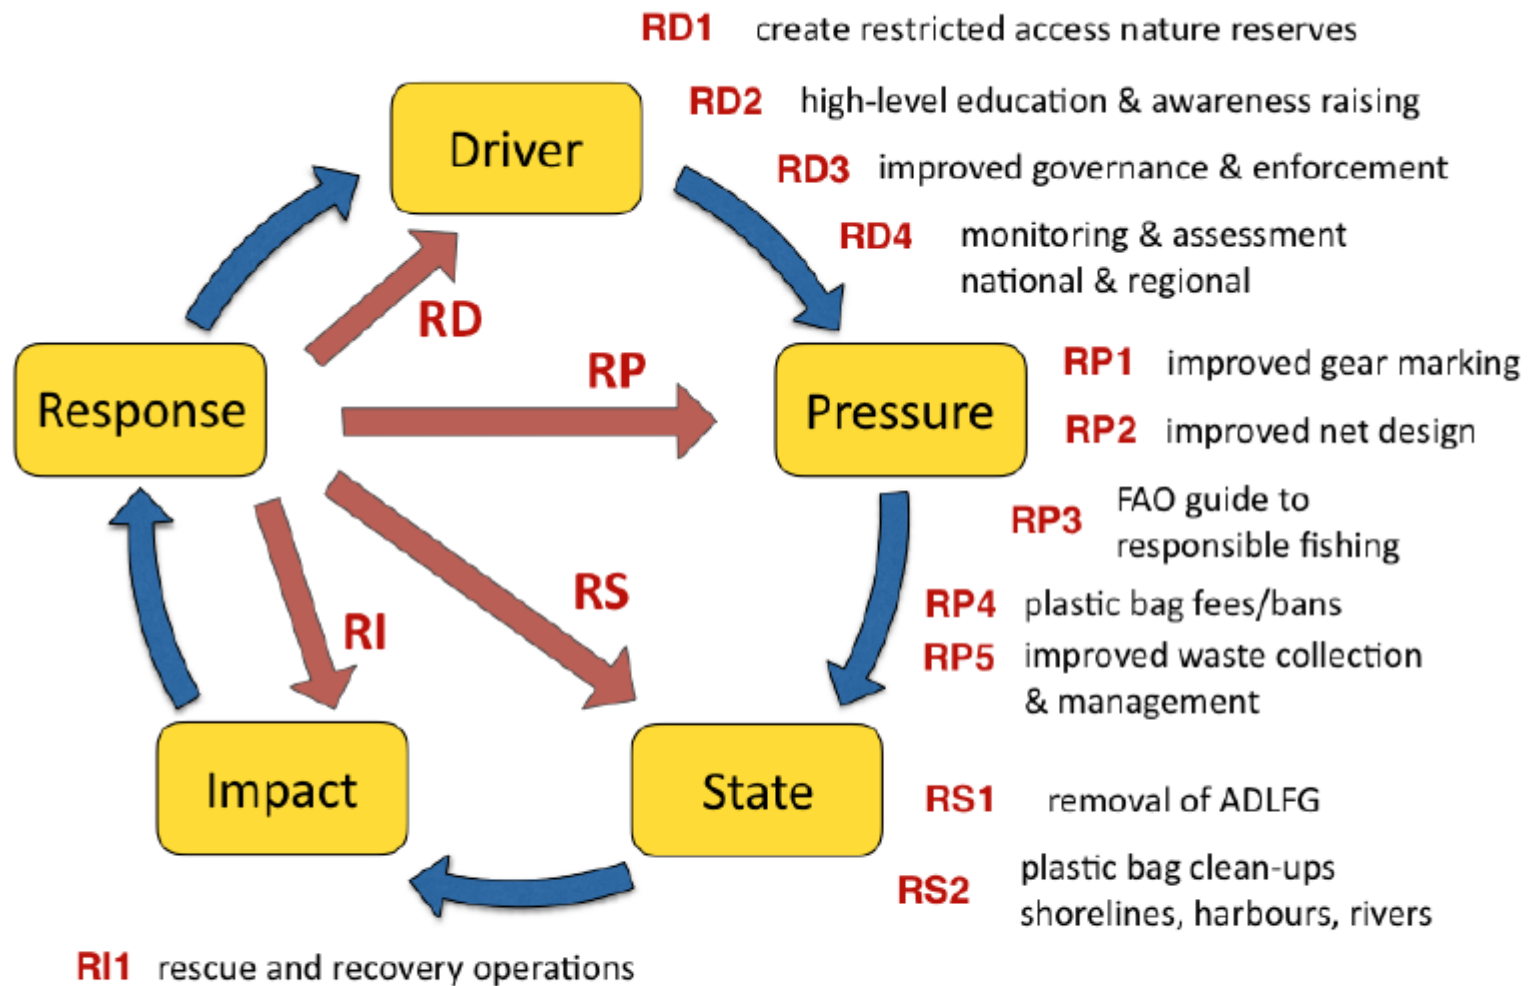 RD1 create restricted access nature reserves
RD2 high-level education & awareness raising
Driver
RD3 improved governance & enforcement
RD4 monitoring & assessment
national & regional
RD
RP
Response
Pressure
RP1 improved gear marking
RP2 improved net design
RP3 FAO guide to
responsible fishing
RS
RI
RP4 plastic bag fees/bans
RP5 improved waste collection
& management
Impact
State
RS1 removal of ADLFG
RS2 plastic bag clean-ups
shorelines, harbours, rivers
RI1 rescue and recovery operations